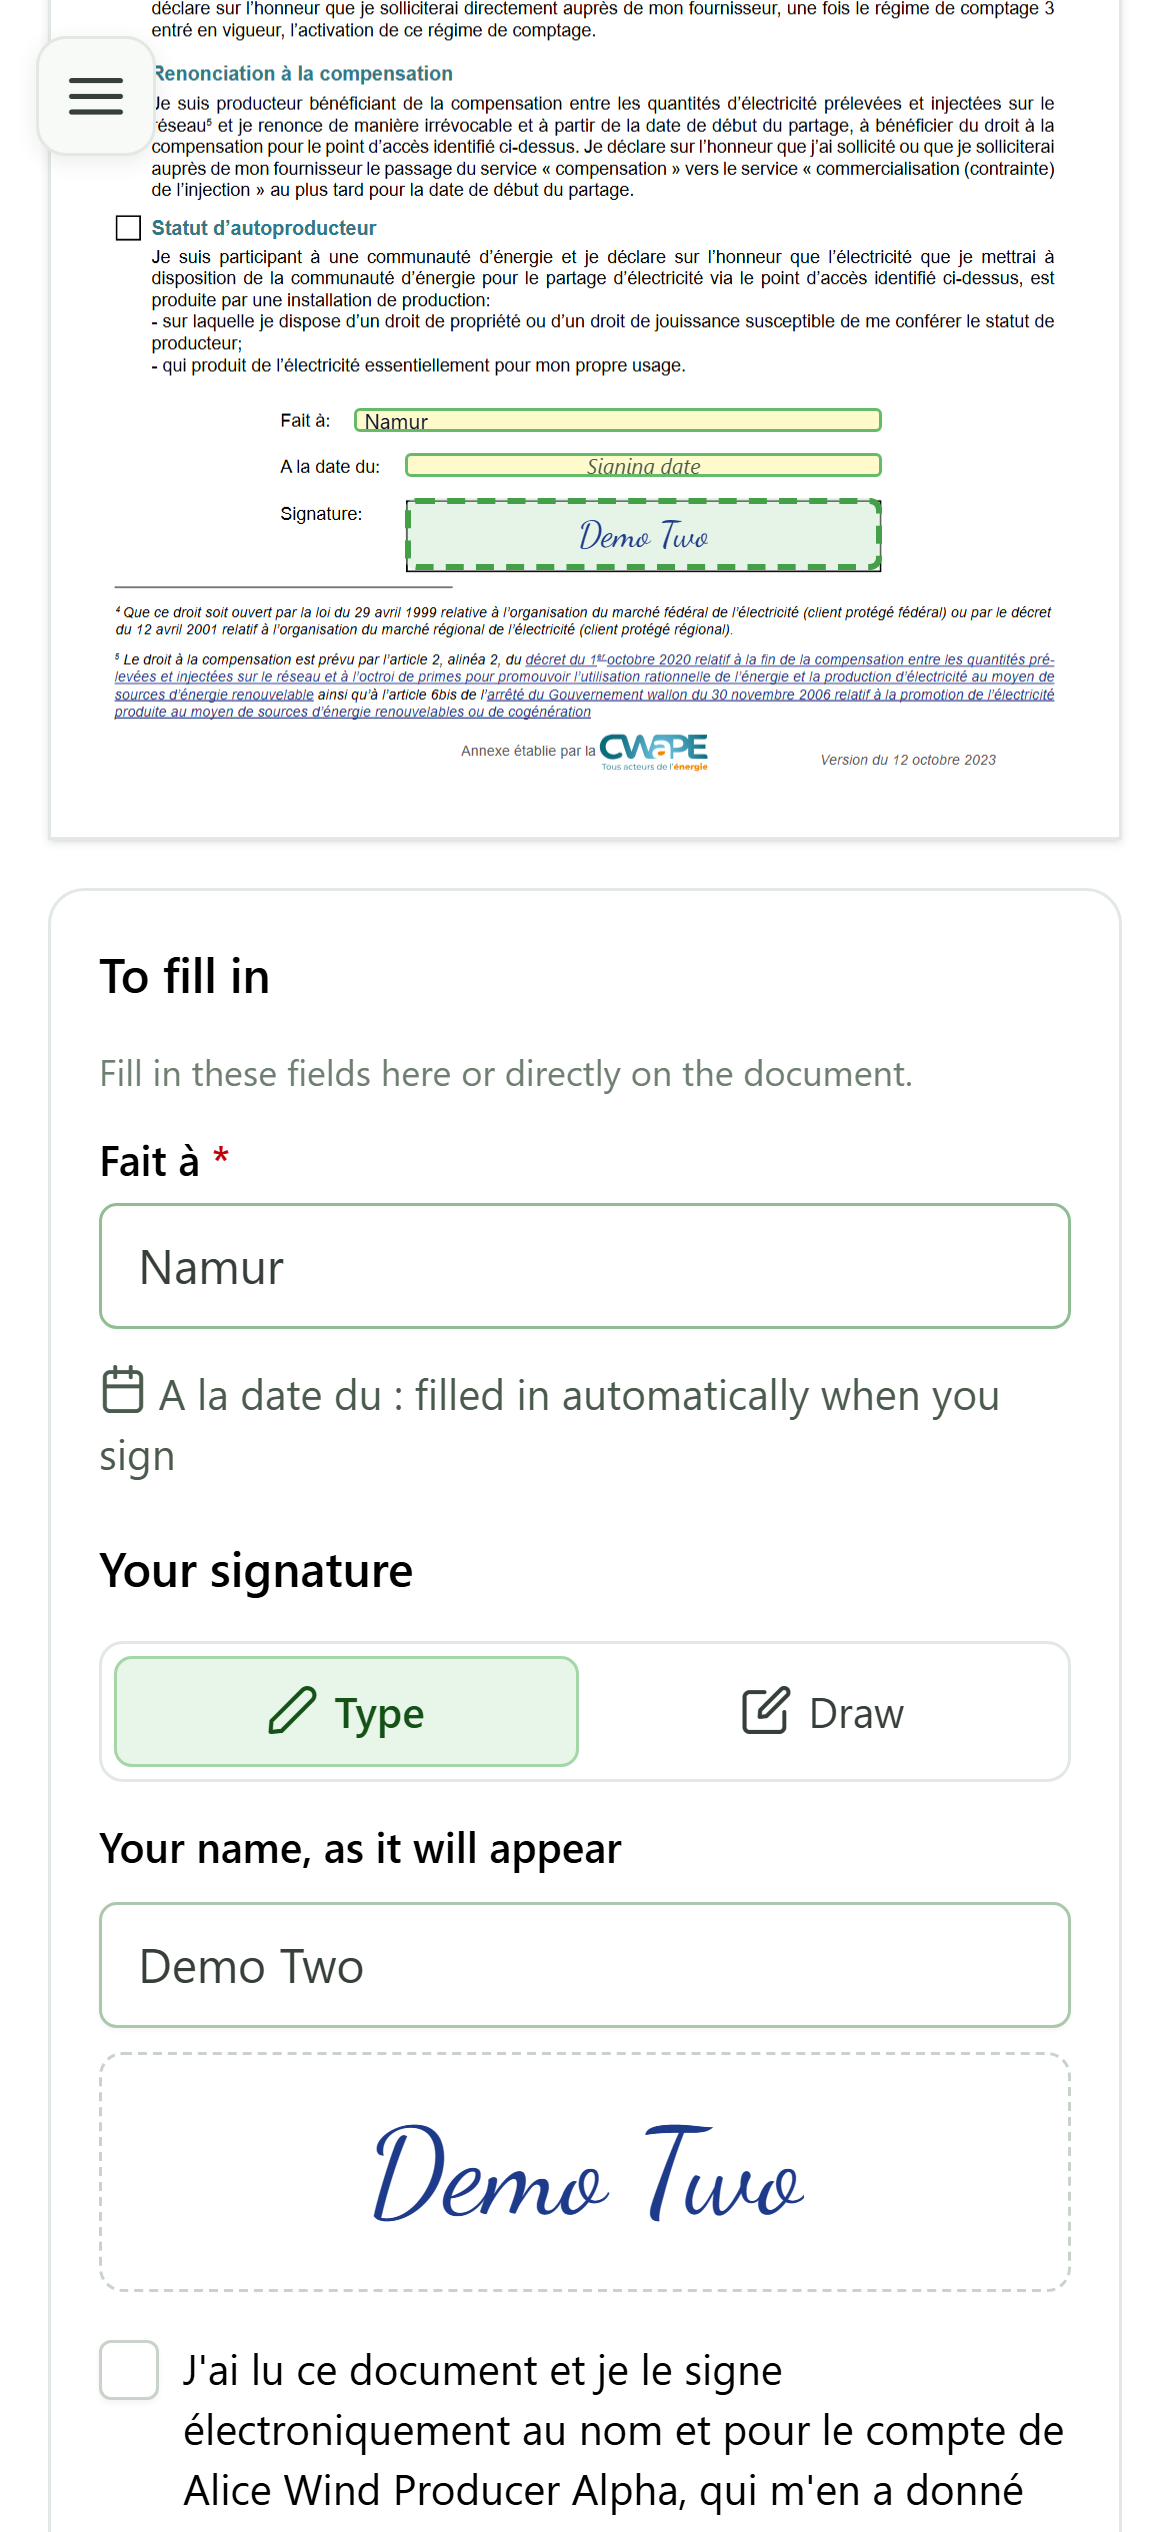 déclare sur l'honneur que je solliciterai directement auprès de mon fournisseur, une fois le régime de comptage 3
entré en vigueur, l'activation de ce régime de comptage.
Renonciation à la compensation
Je suis producteur bénéficiant de la compensation entre les quantités d'électricité prélevées et injectées sur le
réseau⁵ et je renonce de manière irrévocable et à partir de la date de début du partage, à bénéficier du droit à la
compensation pour le point d'accès identifié ci-dessus. Je déclare sur l'honneur que j'ai sollicité ou que je solliciterai
auprès de mon fournisseur le passage du service « compensation » vers le service « commercialisation (contrainte)
de l'injection » au plus tard pour la date de début du partage.
Statut d'autoproducteur
Je suis participant à une communauté d'énergie et je déclare sur l'honneur que l'électricité que je mettrai à
disposition de la communauté d'énergie pour le partage d'électricité via le point d'accès identifié ci-dessus, est
produite par une installation de production:
- sur laquelle je dispose d'un droit de propriété ou d'un droit de jouissance susceptible de me conférer le statut de
producteur;
- qui produit de l'électricité essentiellement pour mon propre usage.
Fait à: Namur
A la date du: Signing date
Signature: Demo Two
⁴ Que ce droit soit ouvert par la loi du 29 avril 1999 relative à l'organisation du marché fédéral de l'électricité (client protégé fédéral) ou par le décret
du 12 avril 2001 relatif à l'organisation du marché régional de l'électricité (client protégé régional).
⁵ Le droit à la compensation est prévu par l'article 2, alinéa 2, du décret du 1er octobre 2020 relatif à la fin de la compensation entre les quantités pré-
levées et injectées sur le réseau et à l'octroi de primes pour promouvoir l'utilisation rationnelle de l'énergie et la production d'électricité au moyen de
sources d'énergie renouvelable ainsi qu'à l'article 6bis de l'arrêté du Gouvernement wallon du 30 novembre 2006 relatif à la promotion de l'électricité
produite au moyen de sources d'énergie renouvelables ou de cogénération
Annexe établie par la CWaPE
Tous acteurs de l'énergie
Version du 12 octobre 2023
To fill in
Fill in these fields here or directly on the document.
Fait à *
Namur
A la date du : filled in automatically when you
sign
Your signature
Type Draw
Your name, as it will appear
Demo Two
Demo Two
J'ai lu ce document et je le signe
électroniquement au nom et pour le compte de
Alice Wind Producer Alpha, qui m'en a donné